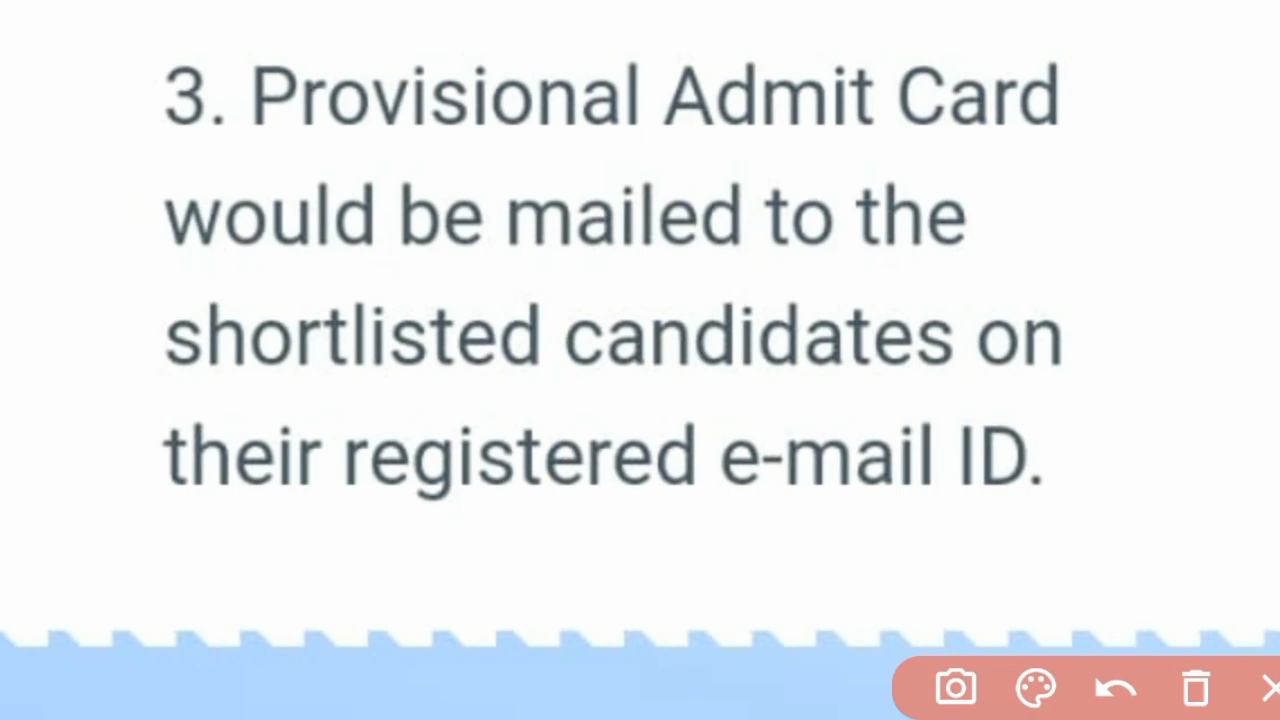 3. Provisional Admit Card
would be mailed to the
shortlisted candidates on
their registered e-mail ID.